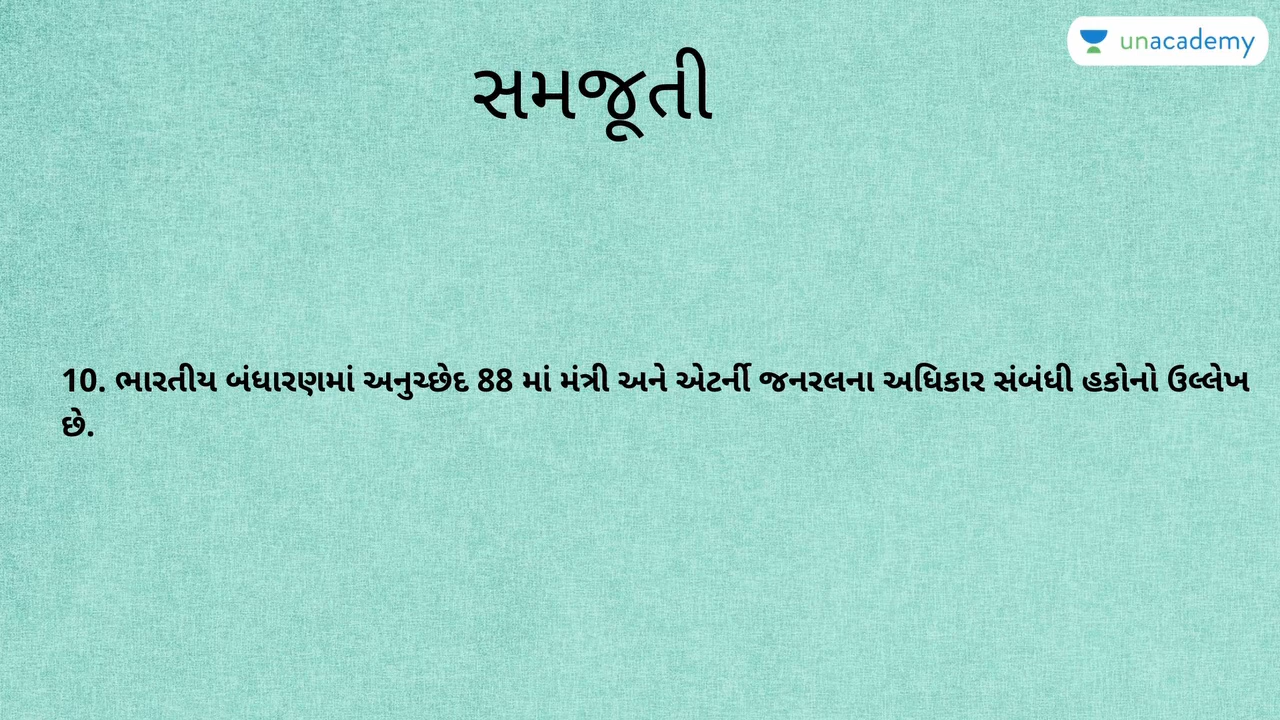 unacademy
સમજૂતી
10. ભારતીય બંધારણમાં અનુચ્છેદ 88 માં મંત્રી અને એટર્ની જનરલના અધિકાર સંબંધી હકોનો ઉલ્લેખ
છે.